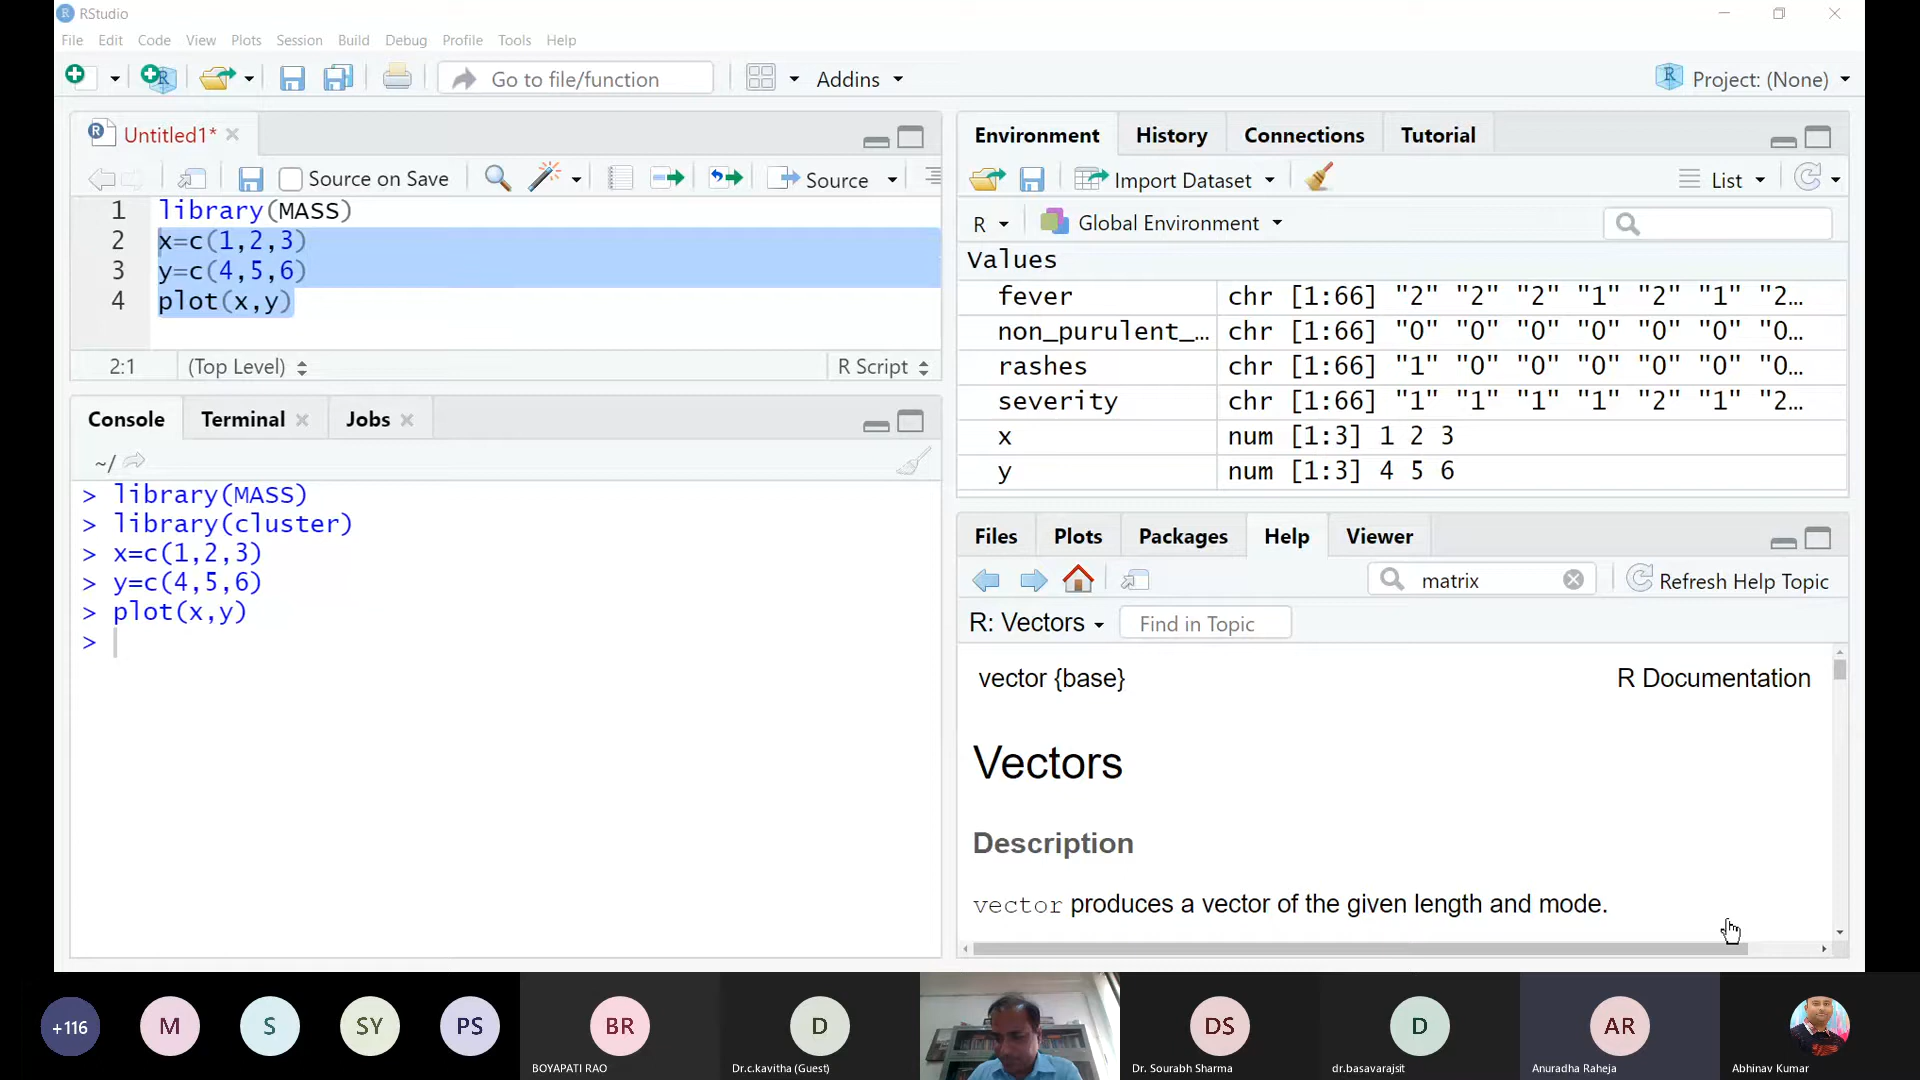 RStudio
File Edit Code View Plots Session Build Debug Profile Tools Help
Go to file/function
Addins
Project: (None)
Untitled1*
Source on Save
Source
1 library(MASS)
2 x=c(1,2,3)
3 y=c(4,5,6)
4 plot(x,y)
2:1 (Top Level) R Script
Console Terminal Jobs
~/
> library(MASS)
> library(cluster)
> x=c(1,2,3)
> y=c(4,5,6)
> plot(x,y)
>
Environment History Connections Tutorial
Import Dataset List
R Global Environment
Values
fever chr [1:66] "2" "2" "2" "1" "2" "1" "2…
non_purulent_… chr [1:66] "0" "0" "0" "0" "0" "0" "0…
rashes chr [1:66] "1" "0" "0" "0" "0" "0" "0…
severity chr [1:66] "1" "1" "1" "1" "2" "1" "2…
x num [1:3] 1 2 3
y num [1:3] 4 5 6
Files Plots Packages Help Viewer
matrix Refresh Help Topic
R: Vectors Find in Topic
vector {base} R Documentation
Vectors
Description
vector produces a vector of the given length and mode.
+116 M S SY PS BR D DS D AR
BOYAPATI RAO Dr.c.kavitha (Guest) Dr. Sourabh Sharma dr.basavarajsit Anuradha Raheja Abhinav Kumar